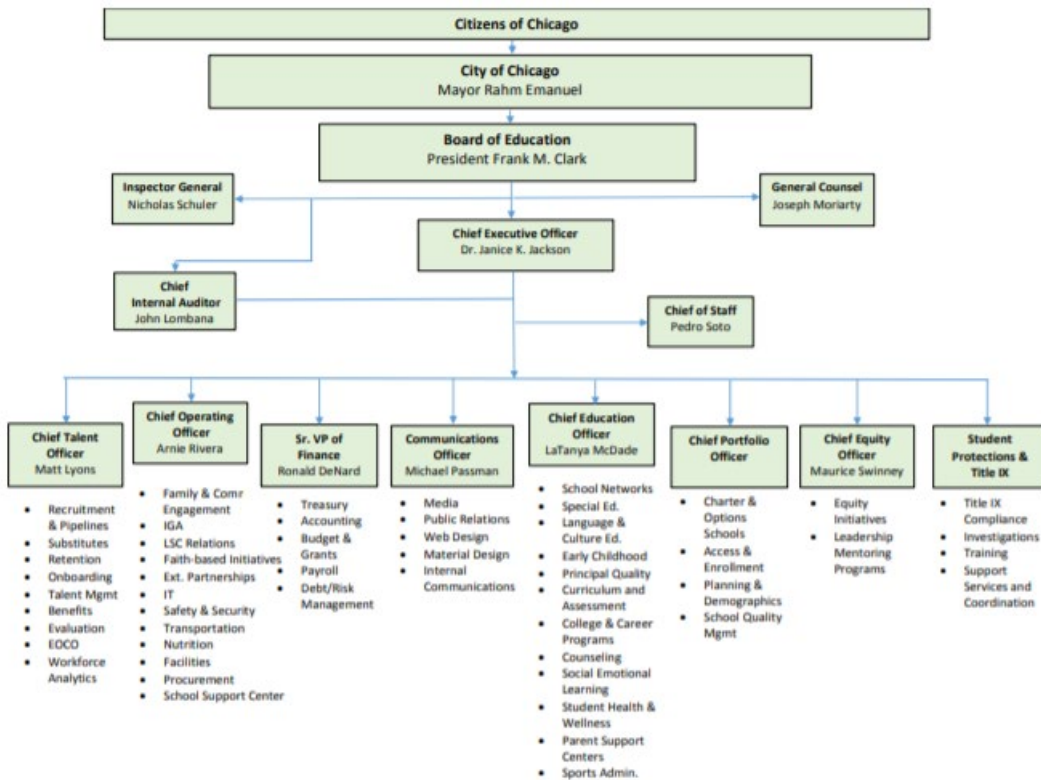 Citizens of Chicago
City of Chicago
Mayor Rahm Emanuel
Board of Education
President Frank M. Clark
Inspector General
Nicholas Schuler
General Counsel
Joseph Moriarty
Chief Executive Officer
Dr. Janice K. Jackson
Chief
Internal Auditor
John Lombana
Chief of Staff
Pedro Soto
Chief Talent
Officer
Matt Lyons
• Recruitment
& Pipelines
• Substitutes
• Retention
• Onboarding
• Talent Mgmt
• Benefits
• Evaluation
• EOCO
• Workforce
Analytics
Chief Operating
Officer
Arnie Rivera
• Family & Comr
Engagement
• IGA
• LSC Relations
• Faith-based Initiatives
• Ext. Partnerships
• IT
• Safety & Security
• Transportation
• Nutrition
• Facilities
• Procurement
• School Support Center
Sr. VP of
Finance
Ronald DeNard
• Treasury
• Accounting
• Budget &
Grants
• Payroll
• Debt/Risk
Management
Communications
Officer
Michael Passman
• Media
• Public Relations
• Web Design
• Material Design
• Internal
Communications
Chief Education
Officer
LaTanya McDade
• School Networks
• Special Ed.
• Language &
Culture Ed.
• Early Childhood
• Principal Quality
• Curriculum and
Assessment
• College & Career
Programs
• Counseling
• Social Emotional
Learning
• Student Health &
Wellness
• Parent Support
Centers
• Sports Admin.
Chief Portfolio
Officer
• Charter &
Options
Schools
• Access &
Enrollment
• Planning &
Demographics
• School Quality
Mgmt
Chief Equity
Officer
Maurice Swinney
• Equity
Initiatives
• Leadership
Mentoring
Programs
Student
Protections &
Title IX
• Title IX
Compliance
• Investigations
• Training
• Support
Services and
Coordination